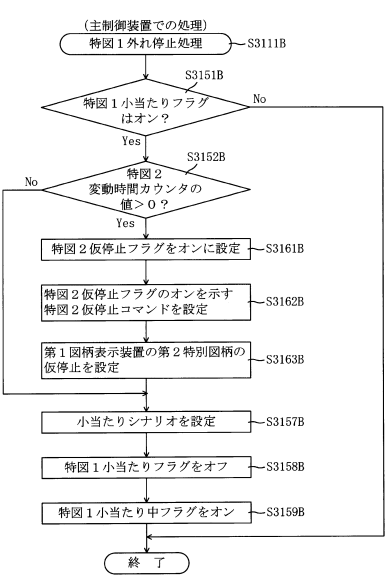 (主制御装置での処理)
特図1外れ停止処理
S3111B
S3151B
特図1小当たりフラグ
はオン?
No
Yes
S3152B
特図2
変動時間カウンタの
値>0?
No
Yes
特図2仮停止フラグをオンに設定
S3161B
特図2仮停止フラグのオンを示す
特図2仮停止コマンドを設定
S3162B
第1図柄表示装置の第2特別図柄の
仮停止を設定
S3163B
小当たりシナリオを設定
S3157B
特図1小当たりフラグをオフ
S3158B
特図1小当たり中フラグをオン
S3159B
終 了